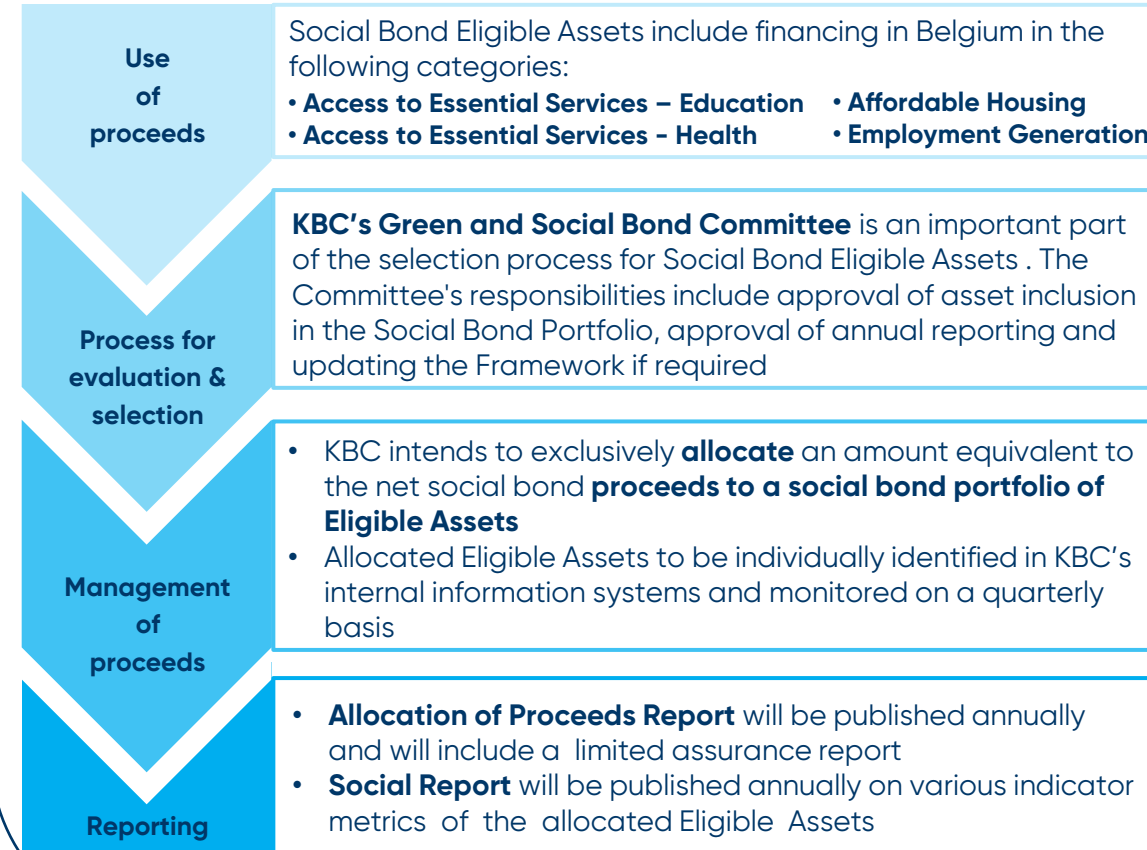 Use
of
proceeds
Social Bond Eligible Assets include financing in Belgium in the
following categories:
• Access to Essential Services – Education • Affordable Housing
• Access to Essential Services - Health • Employment Generation
Process for
evaluation &
selection
KBC’s Green and Social Bond Committee is an important part
of the selection process for Social Bond Eligible Assets . The
Committee's responsibilities include approval of asset inclusion
in the Social Bond Portfolio, approval of annual reporting and
updating the Framework if required
Management
of
proceeds
• KBC intends to exclusively allocate an amount equivalent to
the net social bond proceeds to a social bond portfolio of
Eligible Assets
• Allocated Eligible Assets to be individually identified in KBC’s
internal information systems and monitored on a quarterly
basis
Reporting
• Allocation of Proceeds Report will be published annually
and will include a limited assurance report
• Social Report will be published annually on various indicator
metrics of the allocated Eligible Assets